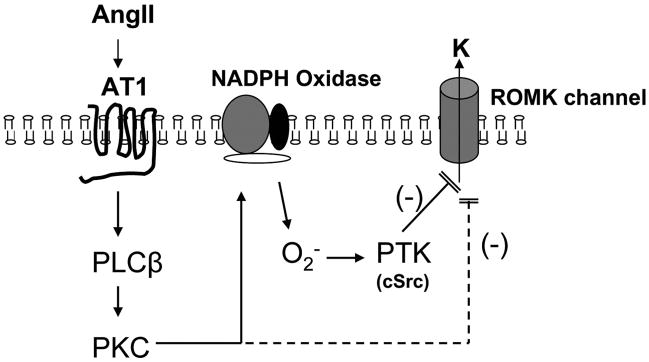 AngII
AT1
NADPH Oxidase
K
ROMK channel
(-)
(-)
PLCβ
O₂⁻
PTK
(cSrc)
PKC